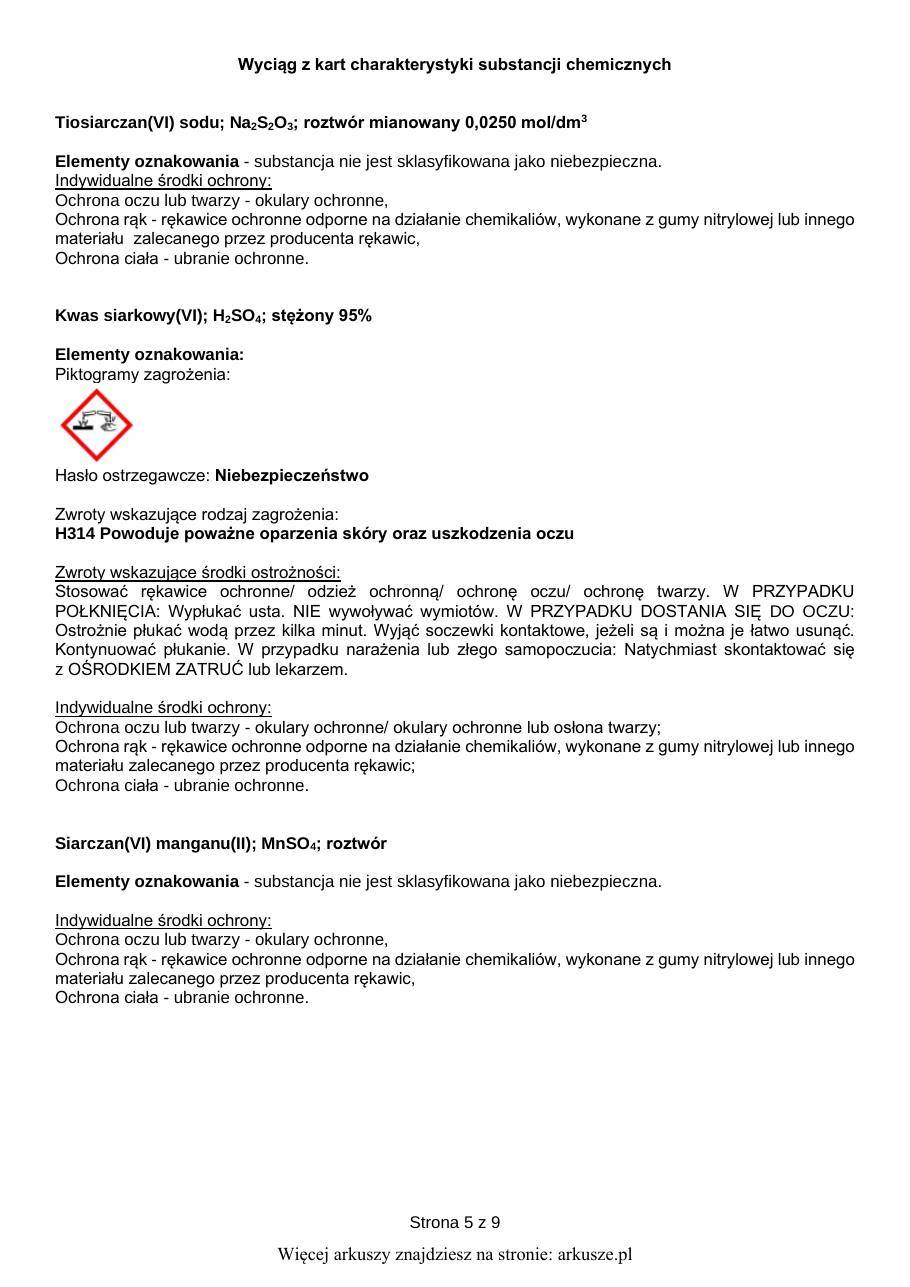 Wyciąg z kart charakterystyki substancji chemicznych
Tiosiarczan(VI) sodu; Na₂S₂O₃; roztwór mianowany 0,0250 mol/dm³
Elementy oznakowania - substancja nie jest sklasyfikowana jako niebezpieczna.
Indywidualne środki ochrony:
Ochrona oczu lub twarzy - okulary ochronne,
Ochrona rąk - rękawice ochronne odporne na działanie chemikaliów, wykonane z gumy nitrylowej lub innego
materiału zalecanego przez producenta rękawic,
Ochrona ciała - ubranie ochronne.
Kwas siarkowy(VI); H₂SO₄; stężony 95%
Elementy oznakowania:
Piktogramy zagrożenia:
Hasło ostrzegawcze: Niebezpieczeństwo
Zwroty wskazujące rodzaj zagrożenia:
H314 Powoduje poważne oparzenia skóry oraz uszkodzenia oczu
Zwroty wskazujące środki ostrożności:
Stosować rękawice ochronne/ odzież ochronną/ ochronę oczu/ ochronę twarzy. W PRZYPADKU
POŁKNIĘCIA: Wypłukać usta. NIE wywoływać wymiotów. W PRZYPADKU DOSTANIA SIĘ DO OCZU:
Ostrożnie płukać wodą przez kilka minut. Wyjąć soczewki kontaktowe, jeżeli są i można je łatwo usunąć.
Kontynuować płukanie. W przypadku narażenia lub złego samopoczucia: Natychmiast skontaktować się
z OŚRODKIEM ZATRUĆ lub lekarzem.
Indywidualne środki ochrony:
Ochrona oczu lub twarzy - okulary ochronne/ okulary ochronne lub osłona twarzy;
Ochrona rąk - rękawice ochronne odporne na działanie chemikaliów, wykonane z gumy nitrylowej lub innego
materiału zalecanego przez producenta rękawic;
Ochrona ciała - ubranie ochronne.
Siarczan(VI) manganu(II); MnSO₄; roztwór
Elementy oznakowania - substancja nie jest sklasyfikowana jako niebezpieczna.
Indywidualne środki ochrony:
Ochrona oczu lub twarzy - okulary ochronne,
Ochrona rąk - rękawice ochronne odporne na działanie chemikaliów, wykonane z gumy nitrylowej lub innego
materiału zalecanego przez producenta rękawic,
Ochrona ciała - ubranie ochronne.
Strona 5 z 9
Więcej arkuszy znajdziesz na stronie: arkusze.pl